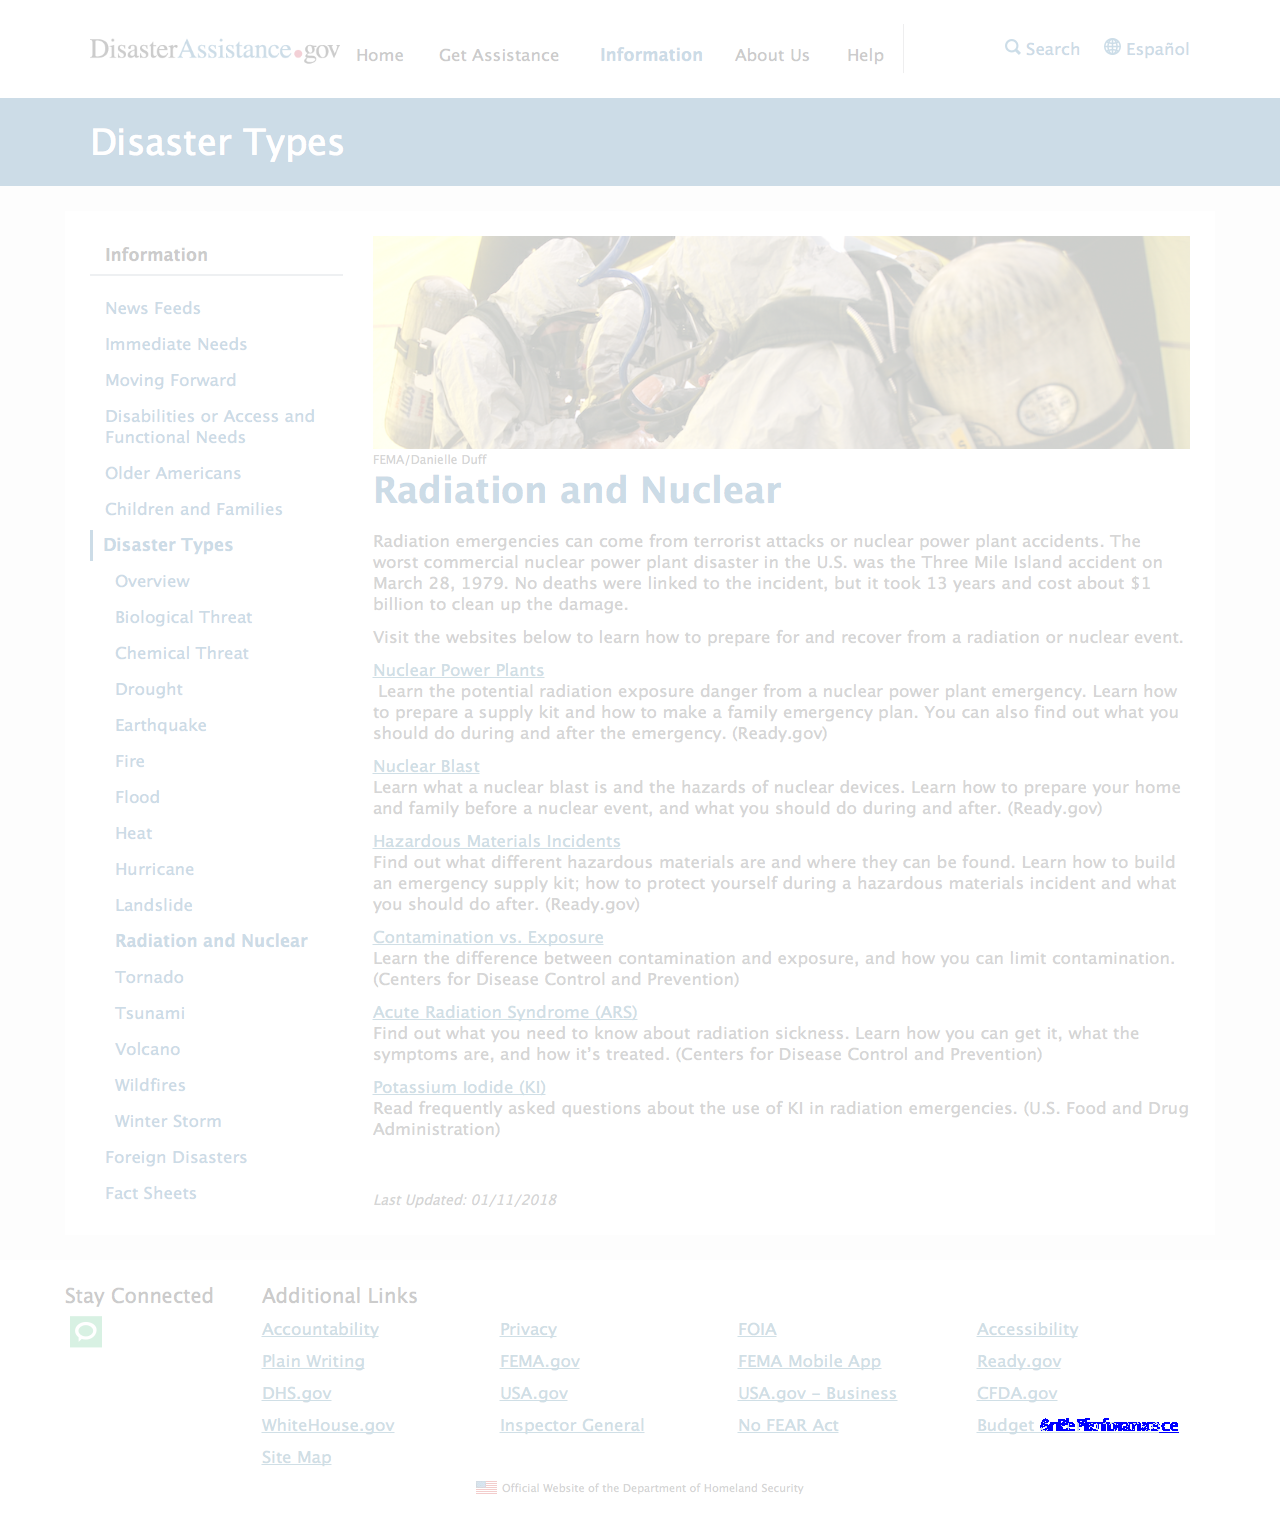 DisasterAssistance.gov
Home
Get Assistance
Information
About Us
Help
Search
Español
Disaster Types
Information
News Feeds
Immediate Needs
Moving Forward
Disabilities or Access and
Functional Needs
Older Americans
Children and Families
Disaster Types
Overview
Biological Threat
Chemical Threat
Drought
Earthquake
Fire
Flood
Heat
Hurricane
Landslide
Radiation and Nuclear
Tornado
Tsunami
Volcano
Wildfires
Winter Storm
Foreign Disasters
Fact Sheets
FEMA/Danielle Duff
Radiation and Nuclear
Radiation emergencies can come from terrorist attacks or nuclear power plant accidents. The
worst commercial nuclear power plant disaster in the U.S. was the Three Mile Island accident on
March 28, 1979. No deaths were linked to the incident, but it took 13 years and cost about $1
billion to clean up the damage.
Visit the websites below to learn how to prepare for and recover from a radiation or nuclear event.
Nuclear Power Plants
Learn the potential radiation exposure danger from a nuclear power plant emergency. Learn how
to prepare a supply kit and how to make a family emergency plan. You can also find out what you
should do during and after the emergency. (Ready.gov)
Nuclear Blast
Learn what a nuclear blast is and the hazards of nuclear devices. Learn how to prepare your home
and family before a nuclear event, and what you should do during and after. (Ready.gov)
Hazardous Materials Incidents
Find out what different hazardous materials are and where they can be found. Learn how to build
an emergency supply kit; how to protect yourself during a hazardous materials incident and what
you should do after. (Ready.gov)
Contamination vs. Exposure
Learn the difference between contamination and exposure, and how you can limit contamination.
(Centers for Disease Control and Prevention)
Acute Radiation Syndrome (ARS)
Find out what you need to know about radiation sickness. Learn how you can get it, what the
symptoms are, and how it's treated. (Centers for Disease Control and Prevention)
Potassium Iodide (KI)
Read frequently asked questions about the use of KI in radiation emergencies. (U.S. Food and Drug
Administration)
Last Updated: 01/11/2018
Stay Connected
Additional Links
Accountability
Privacy
FOIA
Accessibility
Plain Writing
FEMA.gov
FEMA Mobile App
Ready.gov
DHS.gov
USA.gov
USA.gov - Business
CFDA.gov
WhiteHouse.gov
Inspector General
No FEAR Act
Budget
Site Map
Official Website of the Department of Homeland Security